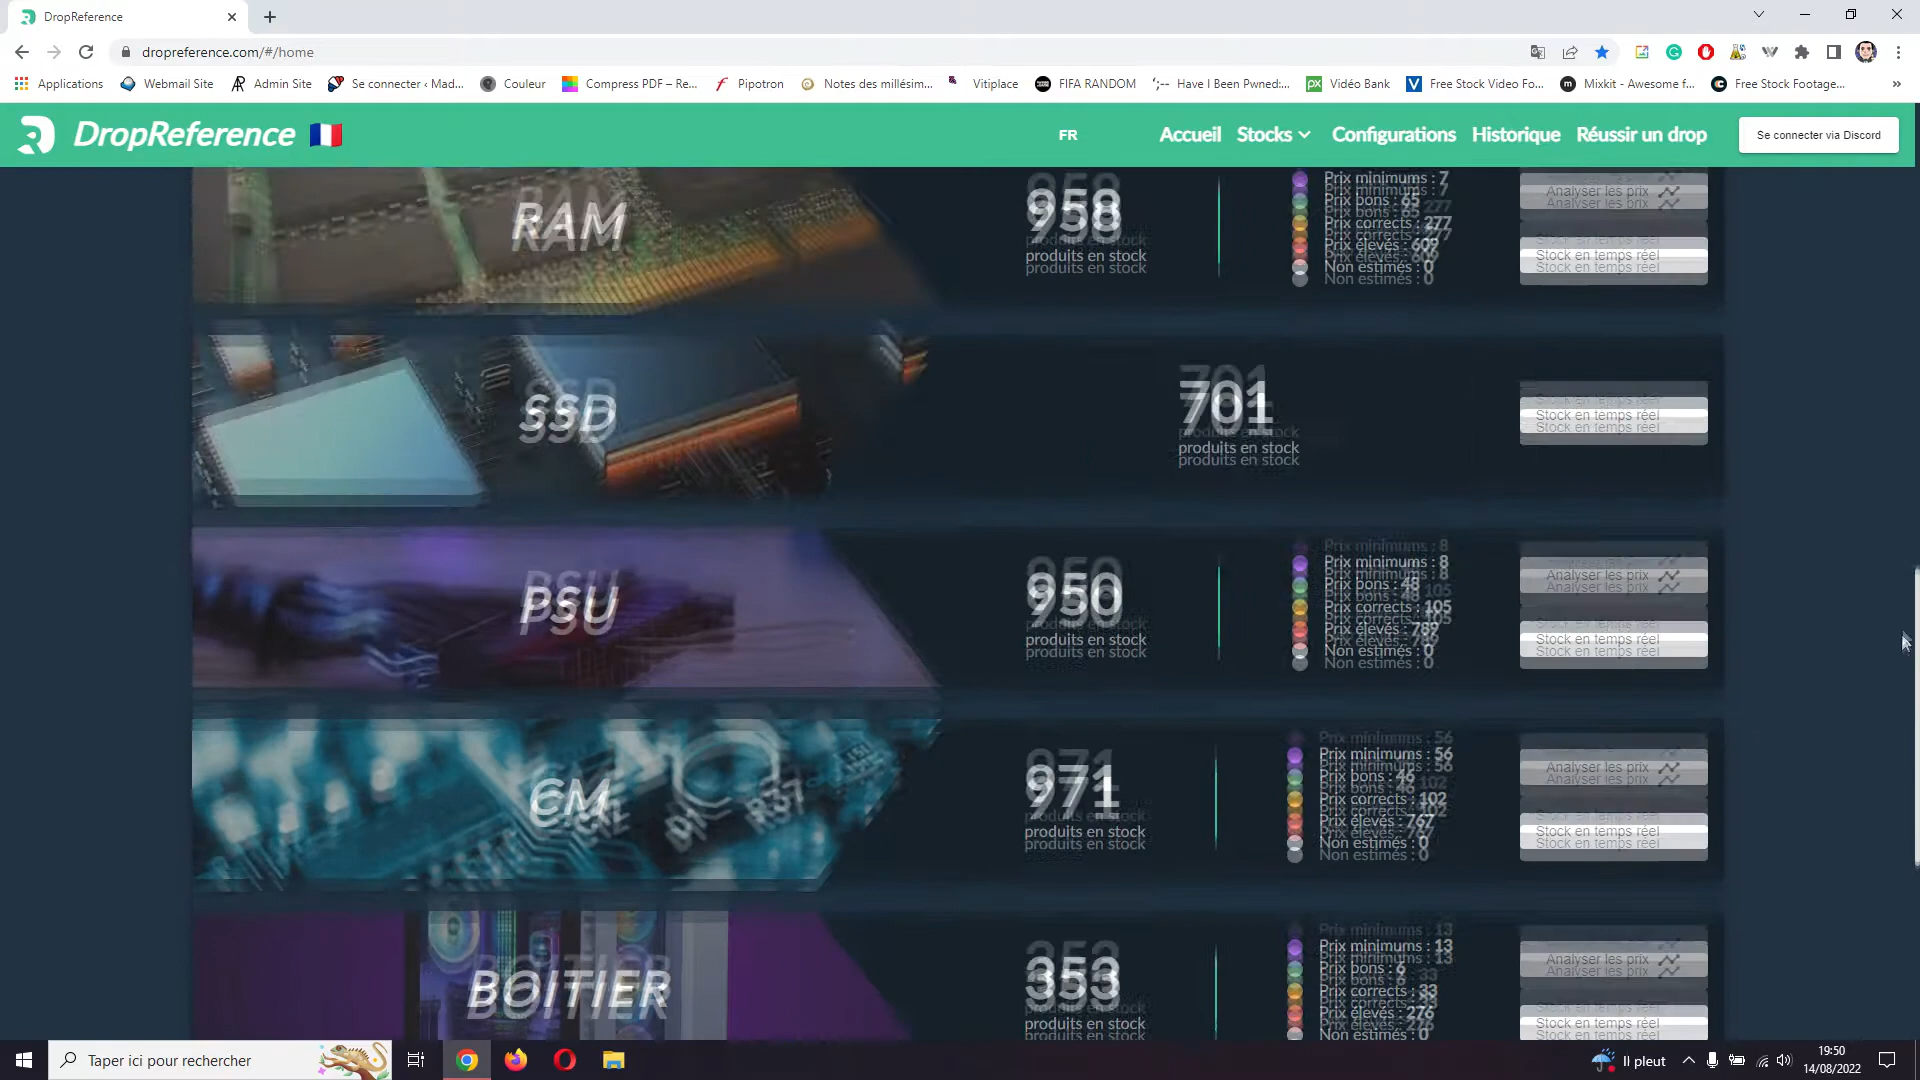 DropReference
dropreference.com/#/home
Applications
Webmail Site
Admin Site
Se connecter ‹ Mad...
Couleur
Compress PDF – Re...
Pipotron
Notes des millésim...
Vitiplace
FIFA RANDOM
Have I Been Pwned:...
Vidéo Bank
Free Stock Video Fo...
Mixkit - Awesome f...
Free Stock Footage...
»
DropReference
FR
Accueil
Stocks
Configurations
Historique
Réussir un drop
Se connecter via Discord
RAM
958
produits en stock
Prix minimums : 7
Prix bons : 65
Prix corrects : 277
Prix élevés : 609
Non estimés : 0
Analyser les prix
Stock en temps réel
SSD
701
produits en stock
Stock en temps réel
PSU
950
produits en stock
Prix minimums : 8
Prix bons : 48
Prix corrects : 105
Prix élevés : 789
Non estimés : 0
Analyser les prix
Stock en temps réel
CM
R37
971
produits en stock
Prix minimums : 56
Prix bons : 46
Prix corrects : 102
Prix élevés : 767
Non estimés : 0
Analyser les prix
Stock en temps réel
BOITIER
353
produits en stock
Prix minimums : 13
Prix bons : 6
Prix corrects : 33
Prix élevés : 276
Non estimés : 0
Analyser les prix
Stock en temps réel
Taper ici pour rechercher
Il pleut
19:50
14/08/2022